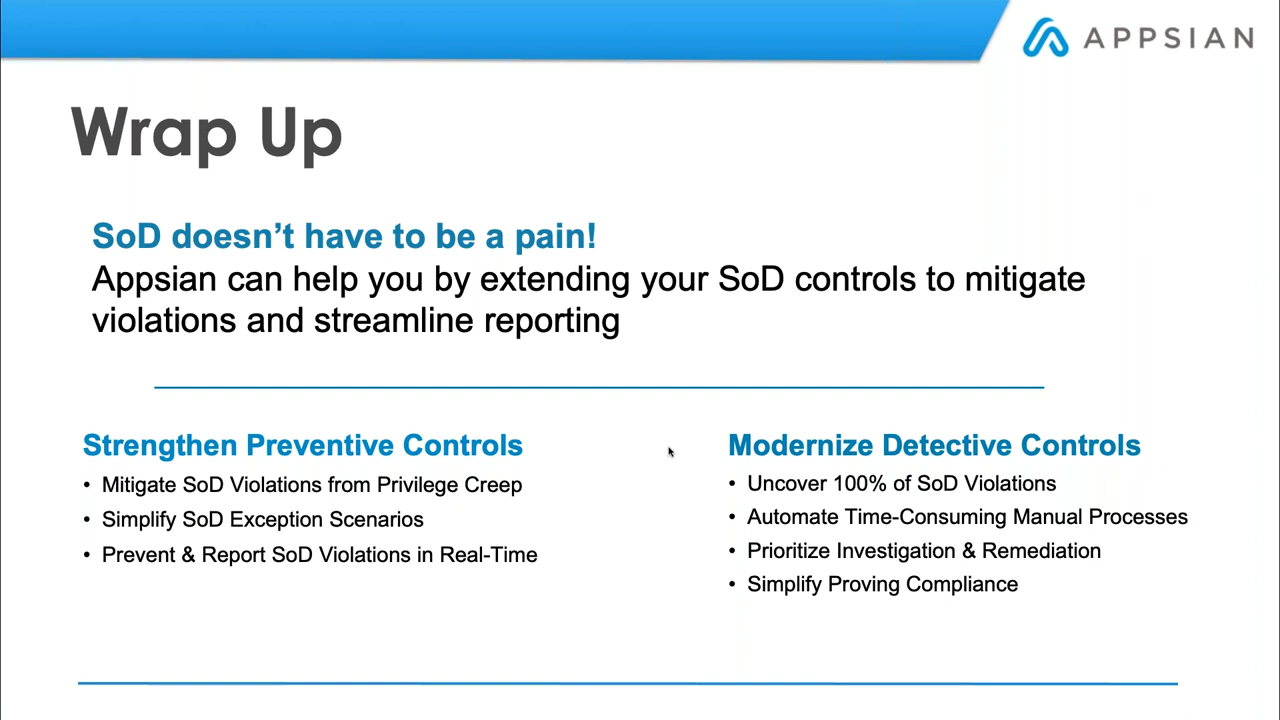 APPSIAN
Wrap Up
SoD doesn’t have to be a pain!
Appsian can help you by extending your SoD controls to mitigate
violations and streamline reporting
Strengthen Preventive Controls
• Mitigate SoD Violations from Privilege Creep
• Simplify SoD Exception Scenarios
• Prevent & Report SoD Violations in Real-Time
Modernize Detective Controls
• Uncover 100% of SoD Violations
• Automate Time-Consuming Manual Processes
• Prioritize Investigation & Remediation
• Simplify Proving Compliance